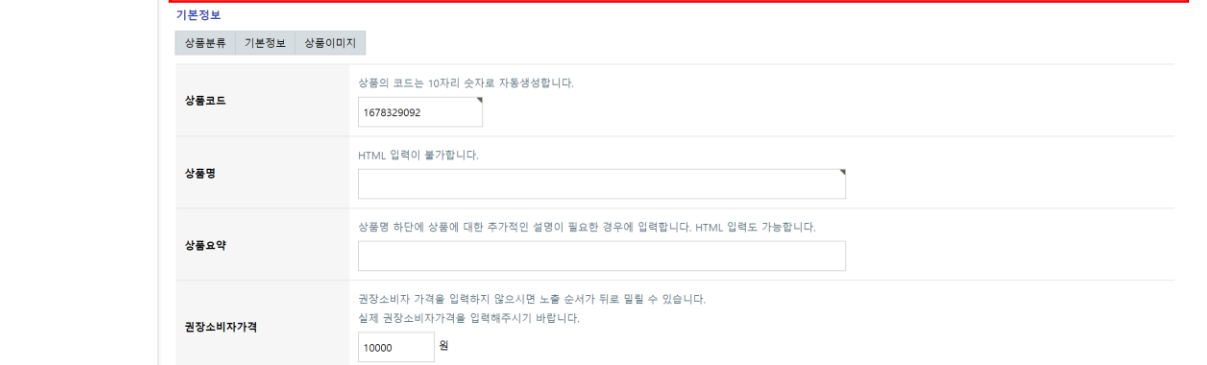 기본정보
상품분류 기본정보 상품이미지
상품의 코드는 10자리 숫자로 자동생성합니다.
상품코드
1678329092
HTML 입력이 불가합니다.
상품명
상품명 하단에 상품에 대한 추가적인 설명이 필요한 경우에 입력합니다. HTML 입력도 가능합니다.
상품요약
권장소비자 가격을 입력하지 않으시면 노출 순서가 뒤로 밀릴 수 있습니다.
실제 권장소비자가격을 입력해주시기 바랍니다.
권장소비자가격
10000 원